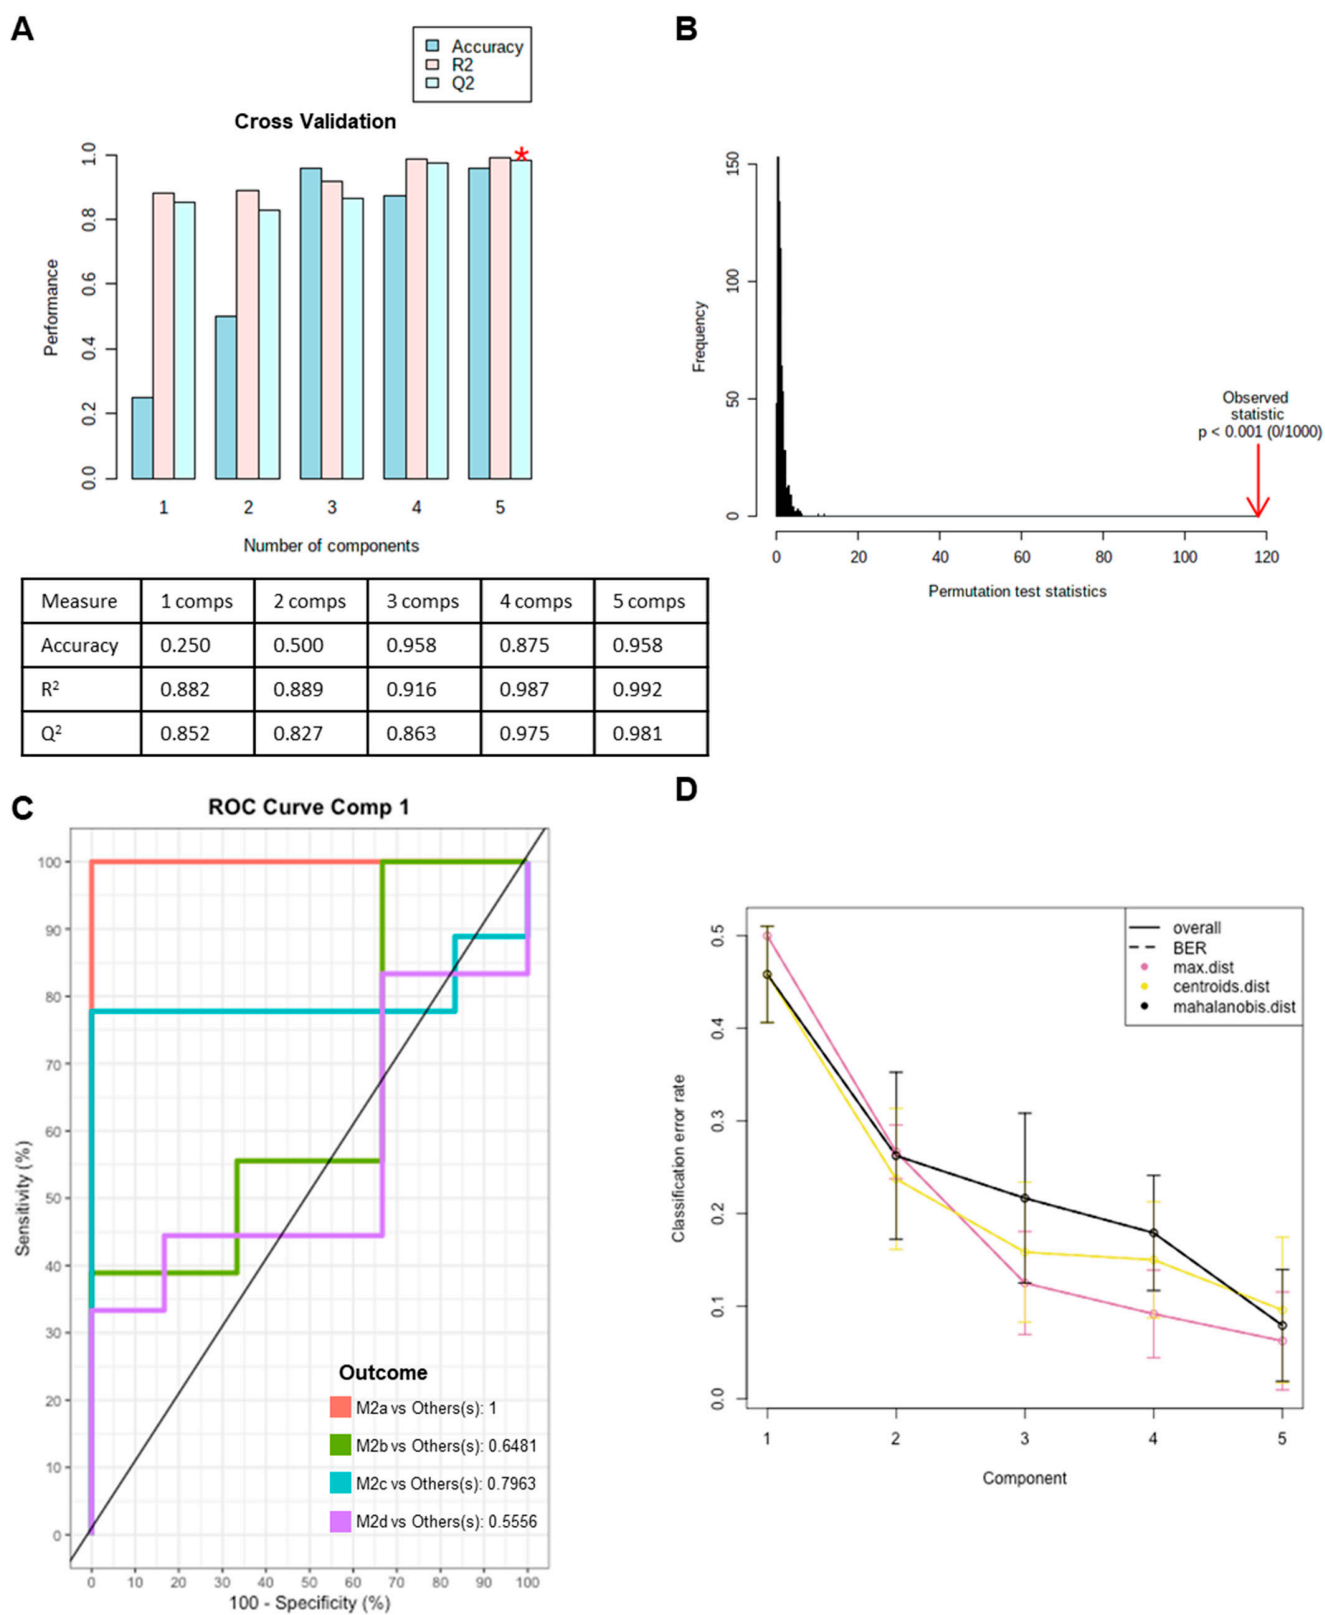 A
Accuracy
R2
Q2
Cross Validation
Performance
0.0 0.2 0.4 0.6 0.8 1.0
*
1 2 3 4 5
Number of components
Measure 1 comps 2 comps 3 comps 4 comps 5 comps
Accuracy 0.250 0.500 0.958 0.875 0.958
R² 0.882 0.889 0.916 0.987 0.992
Q² 0.852 0.827 0.863 0.975 0.981
B
Frequency
0 50 100 150
Observed
statistic
p < 0.001 (0/1000)
0 20 40 60 80 100 120
Permutation test statistics
C
ROC Curve Comp 1
Sensitivity (%)
100
90
80
70
60
50
40
30
20
10
0
Outcome
M2a vs Others(s): 1
M2b vs Others(s): 0.6481
M2c vs Others(s): 0.7963
M2d vs Others(s): 0.5556
0 10 20 30 40 50 60 70 80 90 100
100 - Specificity (%)
D
overall
BER
max.dist
centroids.dist
mahalanobis.dist
Classification error rate
0.0 0.1 0.2 0.3 0.4 0.5
1 2 3 4 5
Component